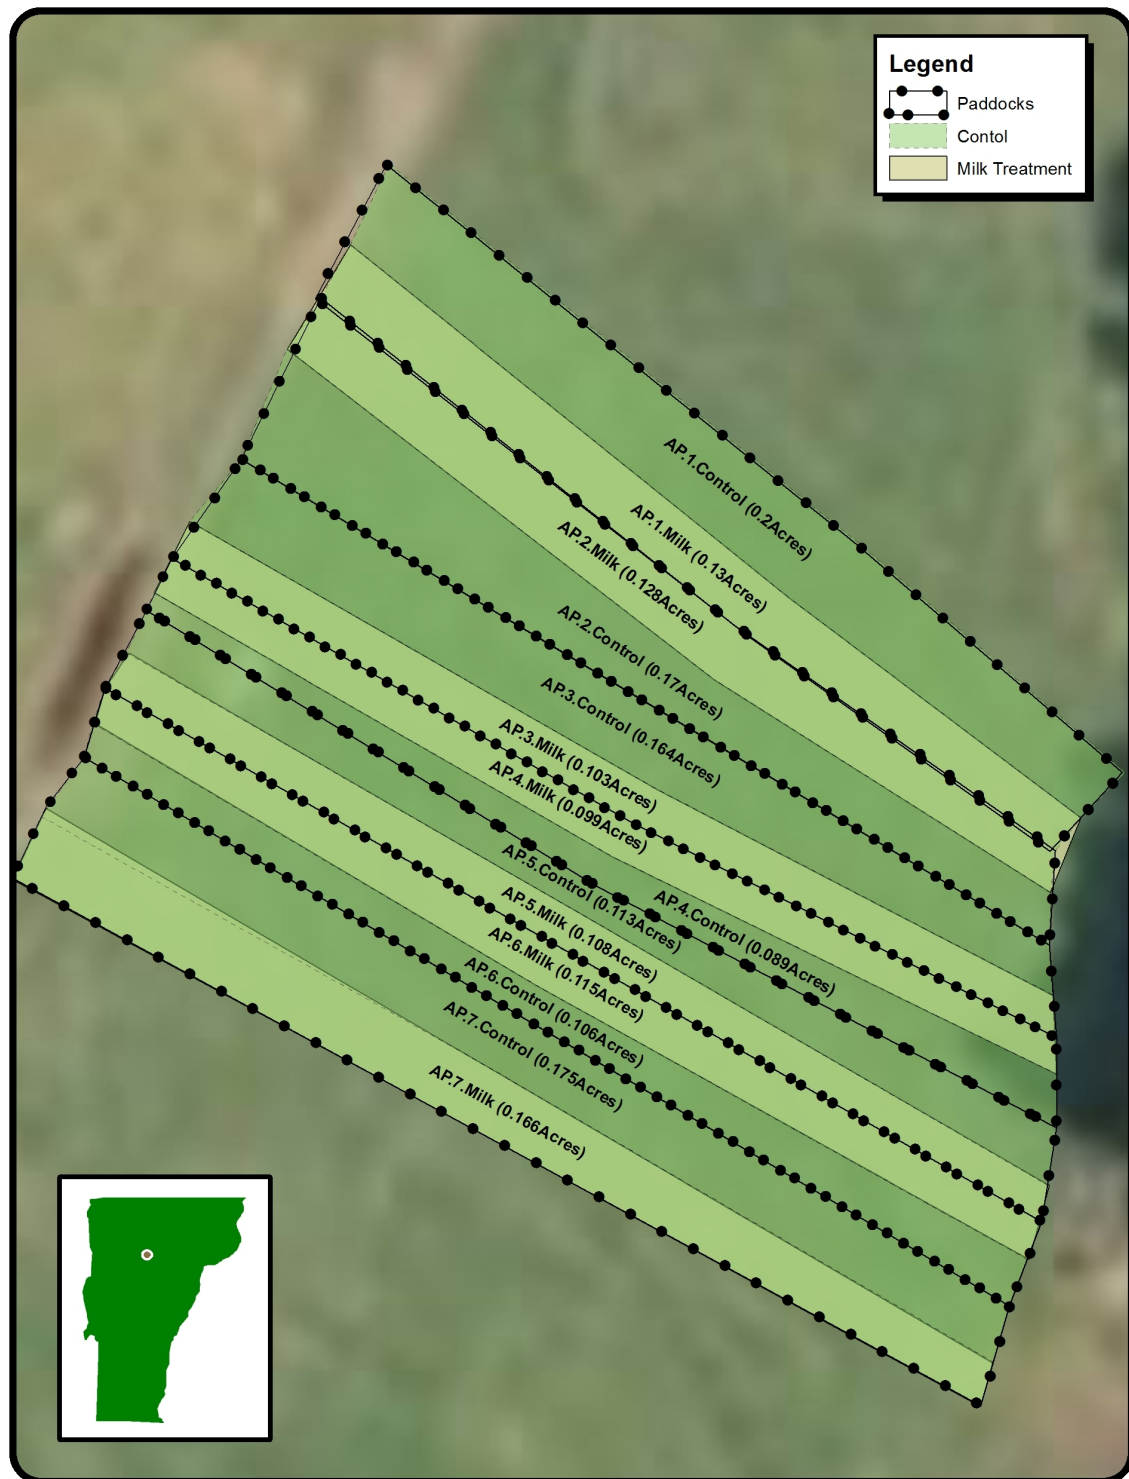 Legend
Paddocks
Contol
Milk Treatment
AP.1.Control (0.2Acres)
AP.1.Milk (0.13Acres)
AP.2.Milk (0.128Acres)
AP.2.Control (0.17Acres)
AP.3.Control (0.164Acres)
AP.3.Milk (0.103Acres)
AP.4.Milk (0.099Acres)
AP.4.Control (0.089Acres)
AP.5.Control (0.113Acres)
AP.5.Milk (0.108Acres)
AP.6.Milk (0.115Acres)
AP.6.Control (0.106Acres)
AP.7.Control (0.175Acres)
AP.7.Milk (0.166Acres)